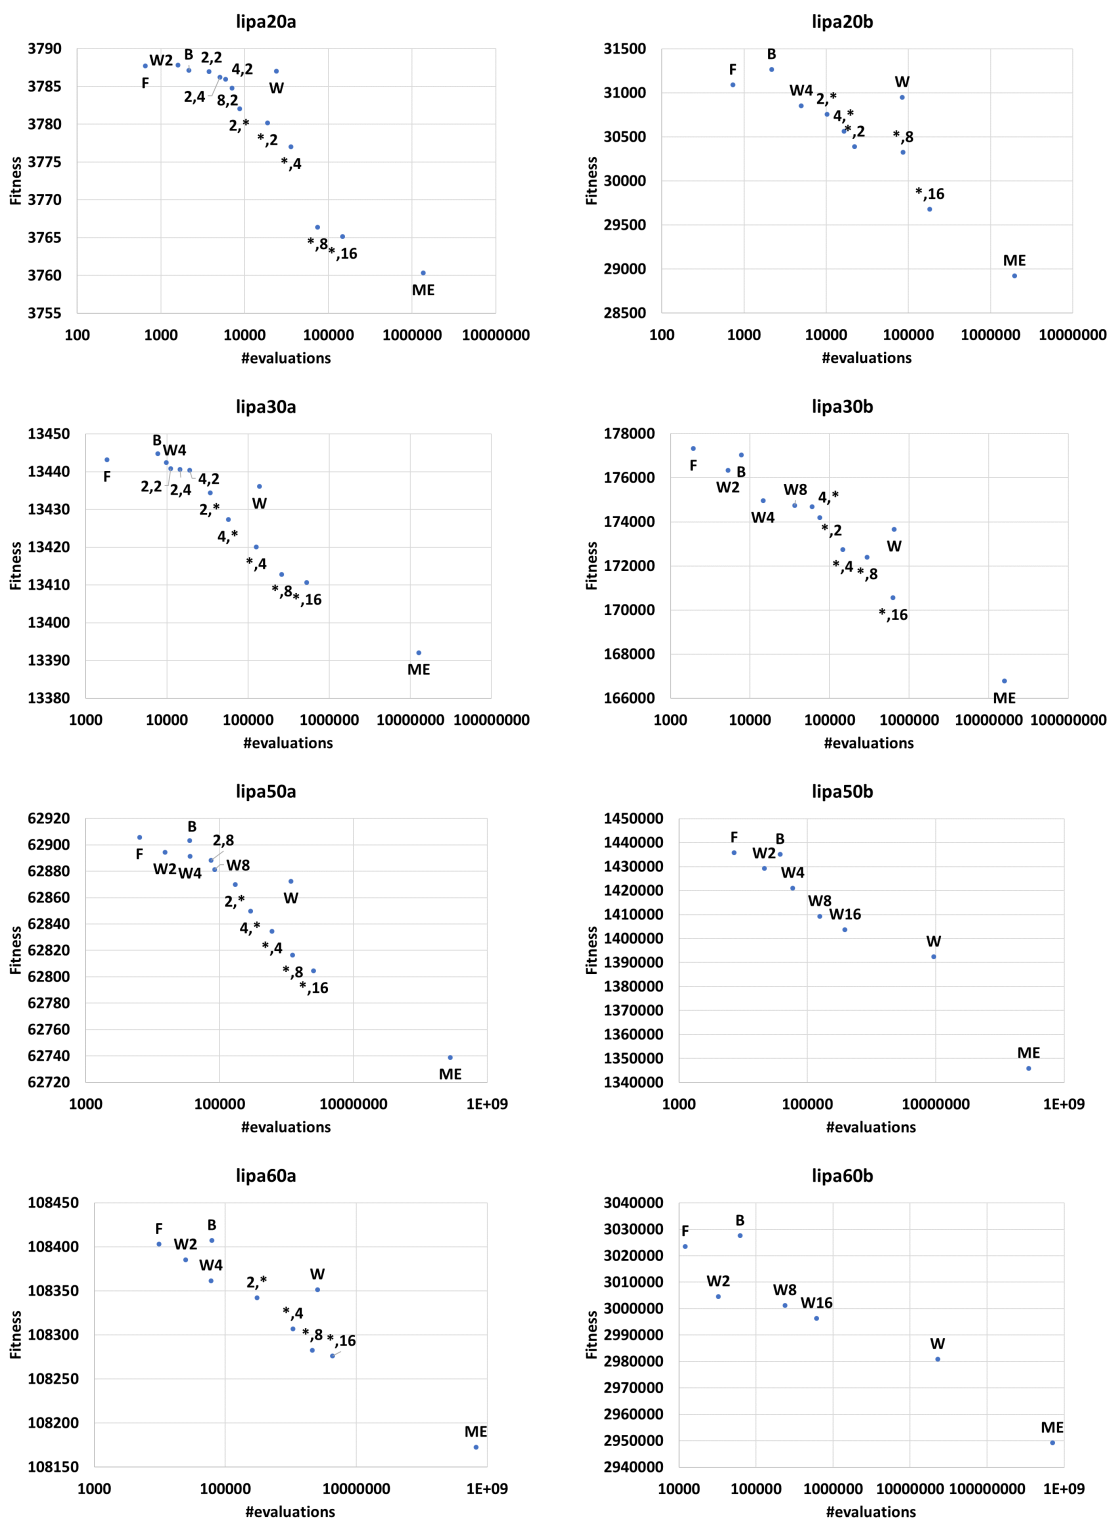 lipa20a
3790
3785
3780
3775
3770
3765
3760
3755
Fitness
F
W2
B
2,2
2,4
4,2
8,2
2,*
W
*,2
*,4
*,8
*,16
ME
100
1000
10000
100000
1000000
10000000
#evaluations
lipa20b
31500
31000
30500
30000
29500
29000
28500
Fitness
F
B
W4
2,*
4,*
*,2
W
*,8
*,16
ME
100
1000
10000
100000
1000000
10000000
#evaluations
lipa30a
13450
13440
13430
13420
13410
13400
13390
13380
Fitness
F
B
W4
2,2
2,4
4,2
2,*
4,*
W
*,4
*,8
*,16
ME
1000
10000
100000
1000000
10000000
100000000
#evaluations
lipa30b
178000
176000
174000
172000
170000
168000
166000
Fitness
F
W2
B
W4
W8
4,*
*,2
*,4
*,8
W
*,16
ME
1000
10000
100000
1000000
10000000
100000000
#evaluations
lipa50a
62920
62900
62880
62860
62840
62820
62800
62780
62760
62740
62720
Fitness
F
W2
B
W4
2,8
W8
2,*
4,*
*,4
W
*,8
*,16
ME
1000
100000
10000000
1E+09
#evaluations
lipa50b
1450000
1440000
1430000
1420000
1410000
1400000
1390000
1380000
1370000
1360000
1350000
1340000
Fitness
F
W2
B
W4
W8
W16
W
ME
1000
100000
10000000
1E+09
#evaluations
lipa60a
108450
108400
108350
108300
108250
108200
108150
Fitness
F
W2
B
W4
2,*
*,4
W
*,8
*,16
ME
1000
100000
10000000
1E+09
#evaluations
lipa60b
3040000
3030000
3020000
3010000
3000000
2990000
2980000
2970000
2960000
2950000
2940000
Fitness
F
B
W2
W8
W16
W
ME
10000
100000
1000000
10000000
100000000
1E+09
#evaluations